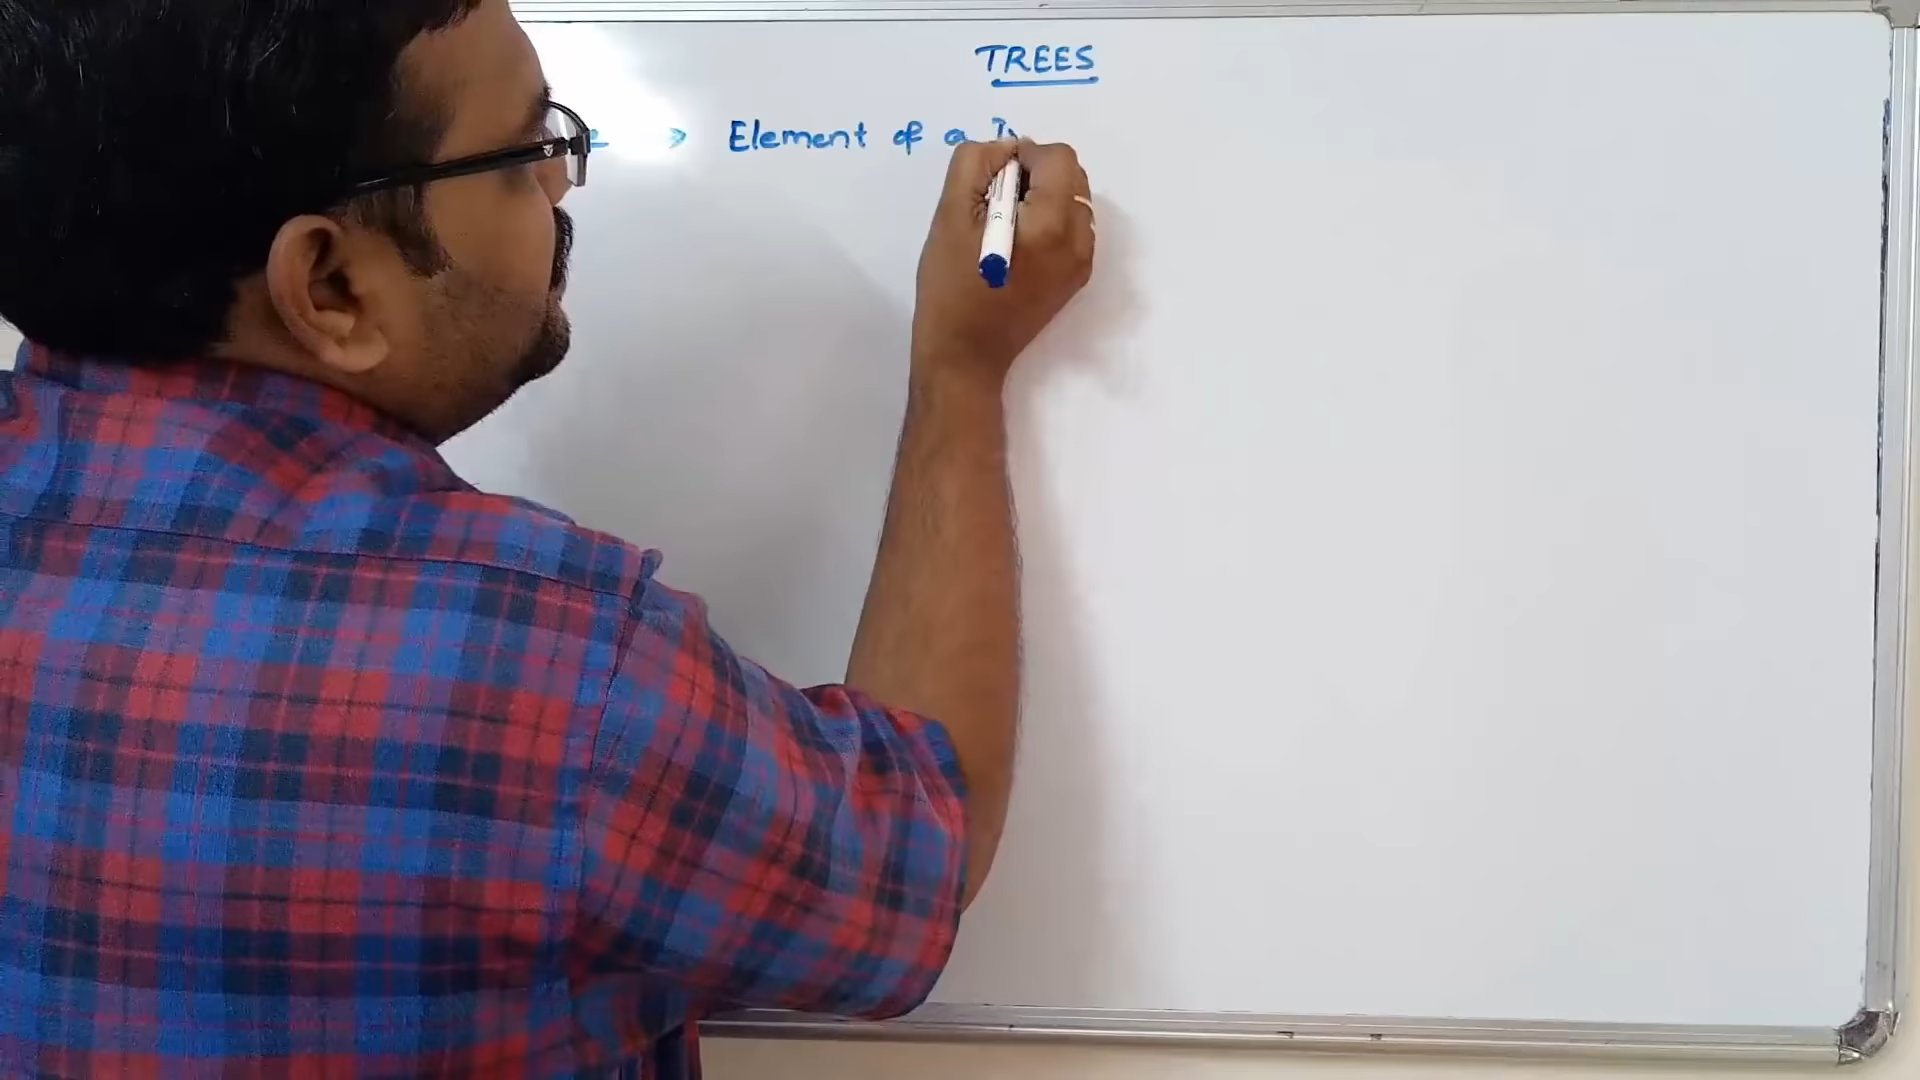 TREES
→ Element of a